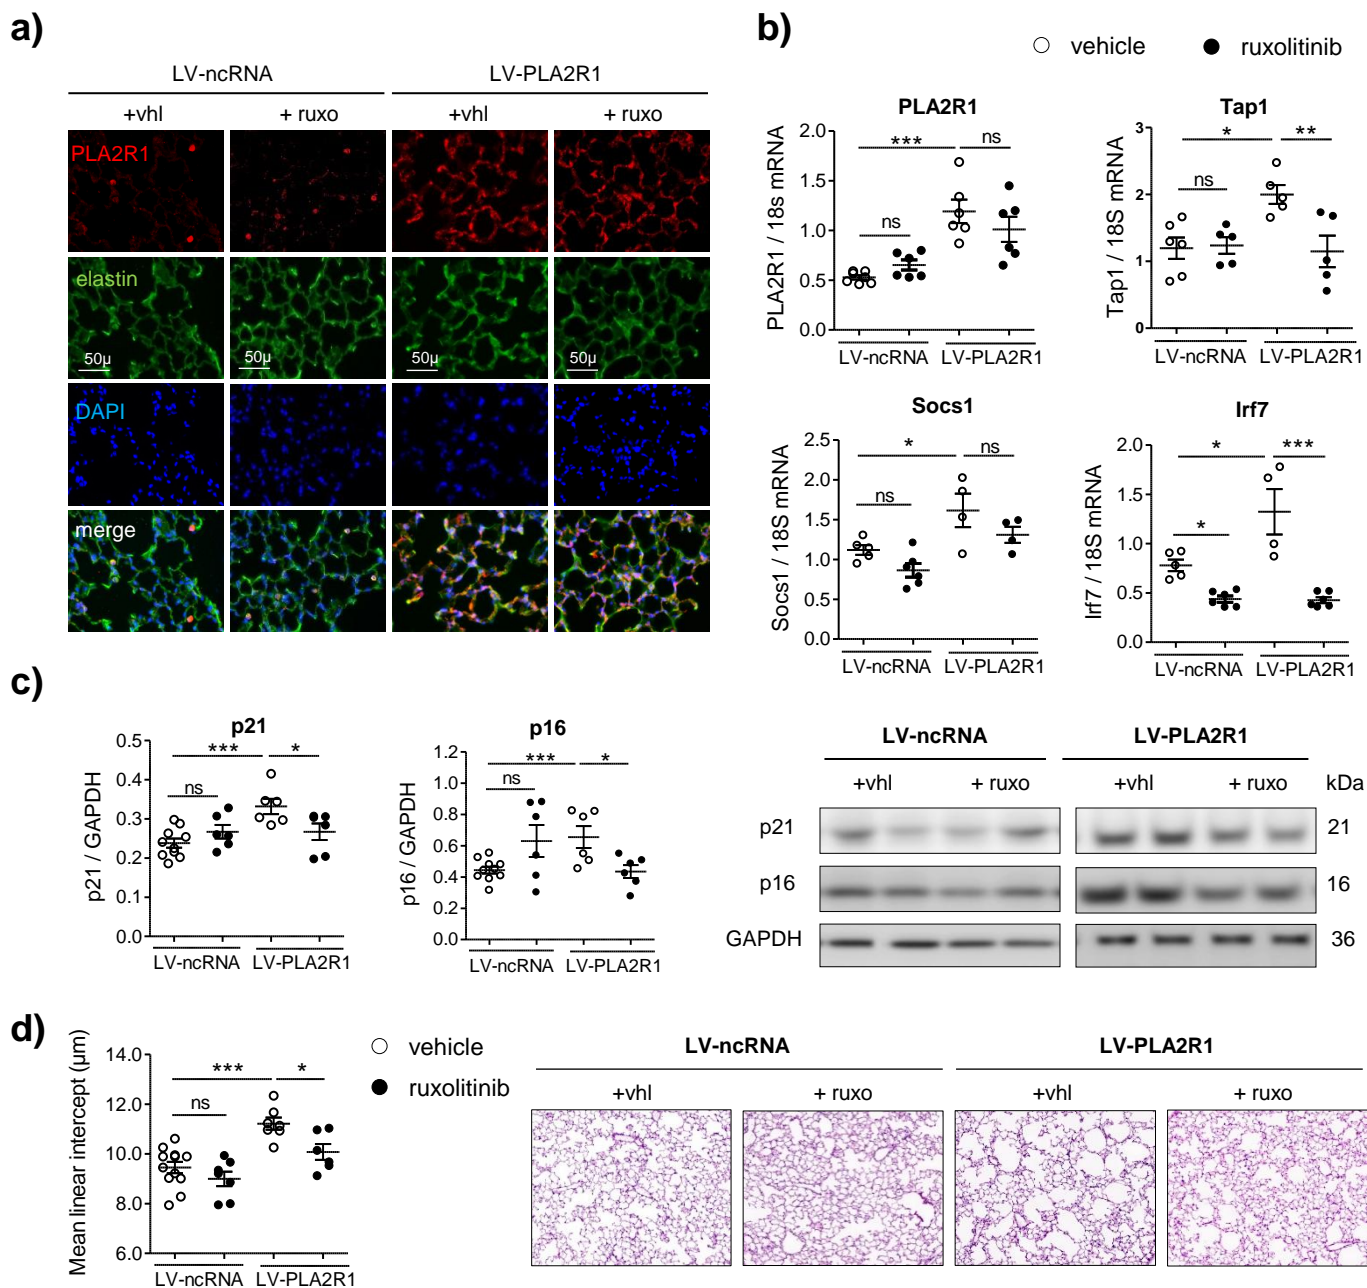 a)
LV-ncRNA LV-PLA2R1
+vhl + ruxo +vhl + ruxo
PLA2R1
elastin
50µ 50µ 50µ 50µ
DAPI
merge
b)
vehicle ruxolitinib
PLA2R1
PLA2R1 / 18s mRNA
2.0
1.5
1.0
0.5
0.0
*** ns
ns
LV-ncRNA LV-PLA2R1
Tap1
Tap1 / 18S mRNA
3
2
1
0
* **
ns
LV-ncRNA LV-PLA2R1
Socs1
Socs1 / 18S mRNA
2.5
2.0
1.5
1.0
0.0
* ns
ns
LV-ncRNA LV-PLA2R1
Irf7
Irf7 / 18S mRNA
2.0
1.5
1.0
0.5
0.0
* ***
*
LV-ncRNA LV-PLA2R1
c)
p21
p21 / GAPDH
0.5
0.4
0.3
0.2
0.0
*** *
ns
LV-ncRNA LV-PLA2R1
p16
p16 / GAPDH
1.2
1.0
0.8
0.6
0.4
0.0
*** *
ns
LV-ncRNA LV-PLA2R1
LV-ncRNA LV-PLA2R1
+vhl + ruxo +vhl + ruxo kDa
p21 21
p16 16
GAPDH 36
d)
Mean linear intercept (µm)
14.0
12.0
10.0
8.0
6.0
*** *
ns
LV-ncRNA LV-PLA2R1
vehicle
ruxolitinib
LV-ncRNA LV-PLA2R1
+vhl + ruxo +vhl + ruxo